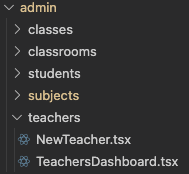 admin
classes
classrooms
students
subjects
teachers
NewTeacher.tsx
TeachersDashboard.tsx